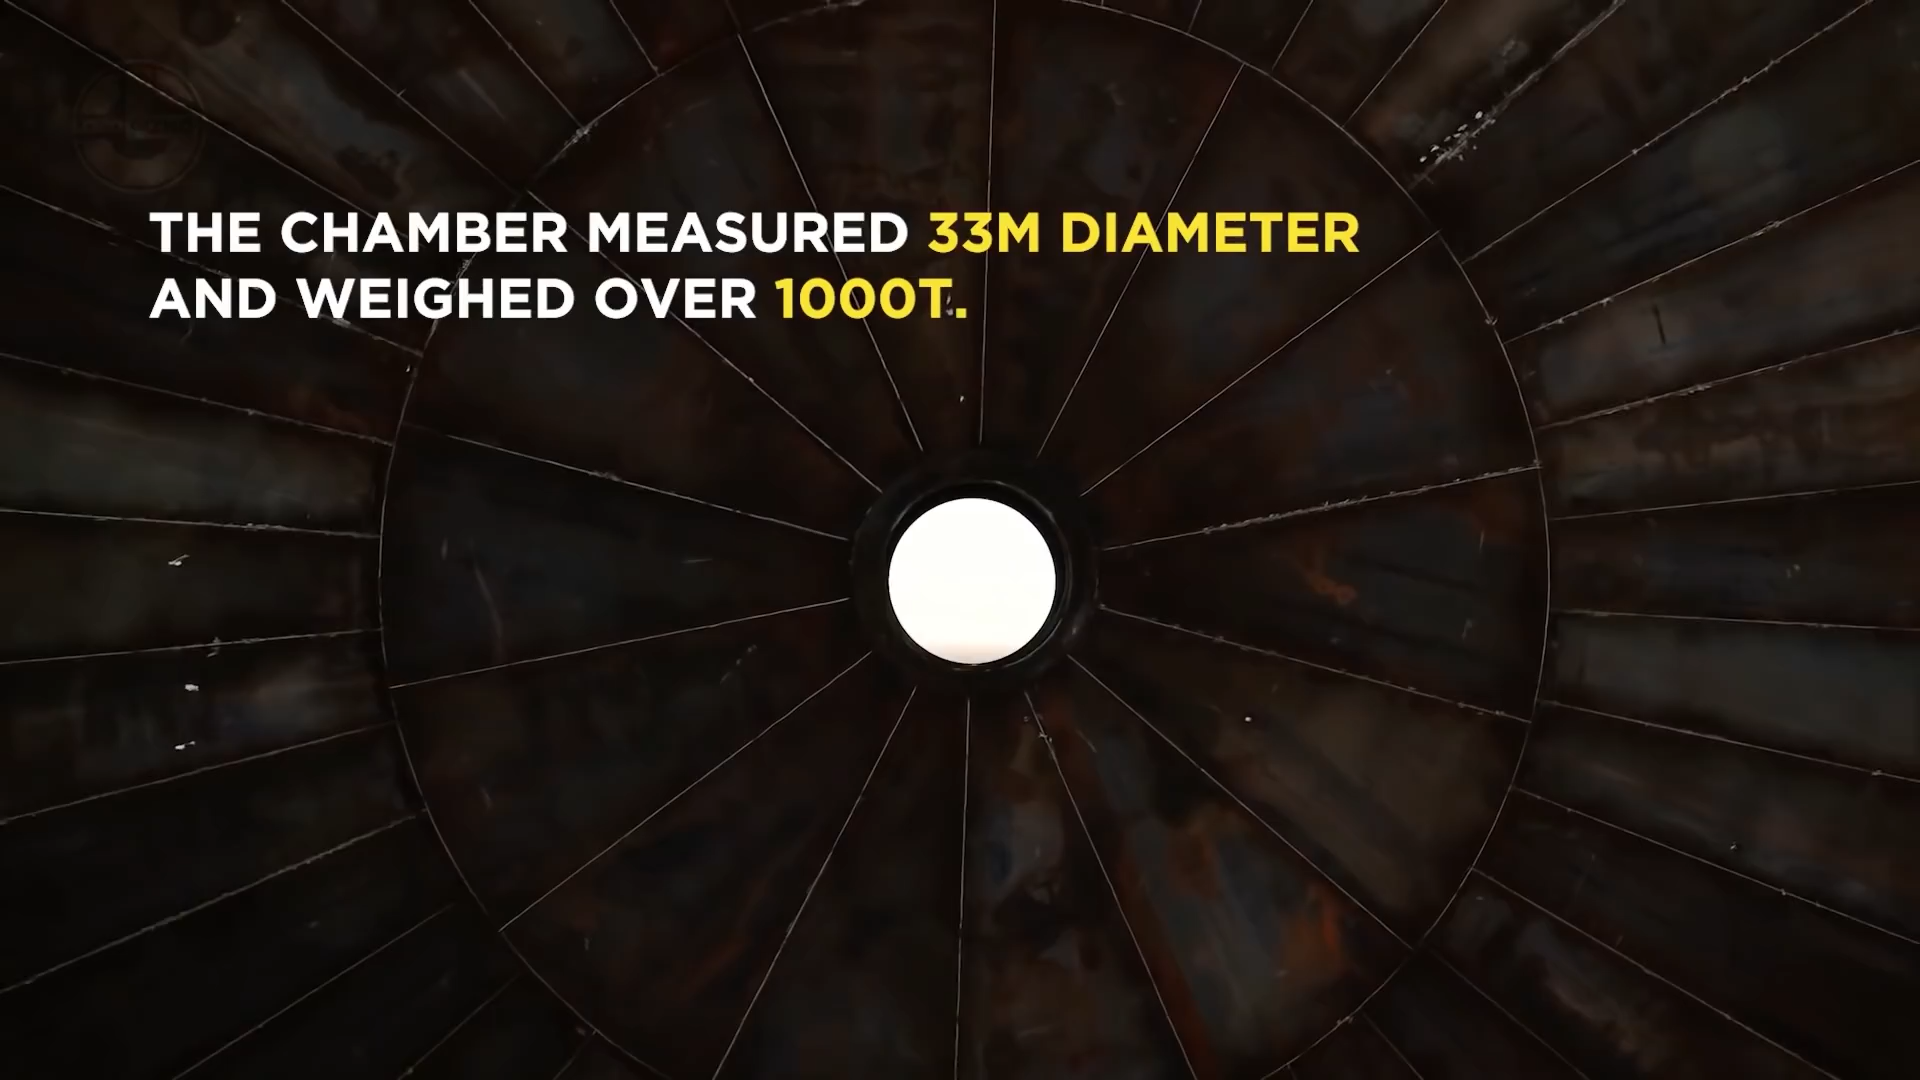 THE CHAMBER MEASURED 33M DIAMETER
AND WEIGHED OVER 1000T.